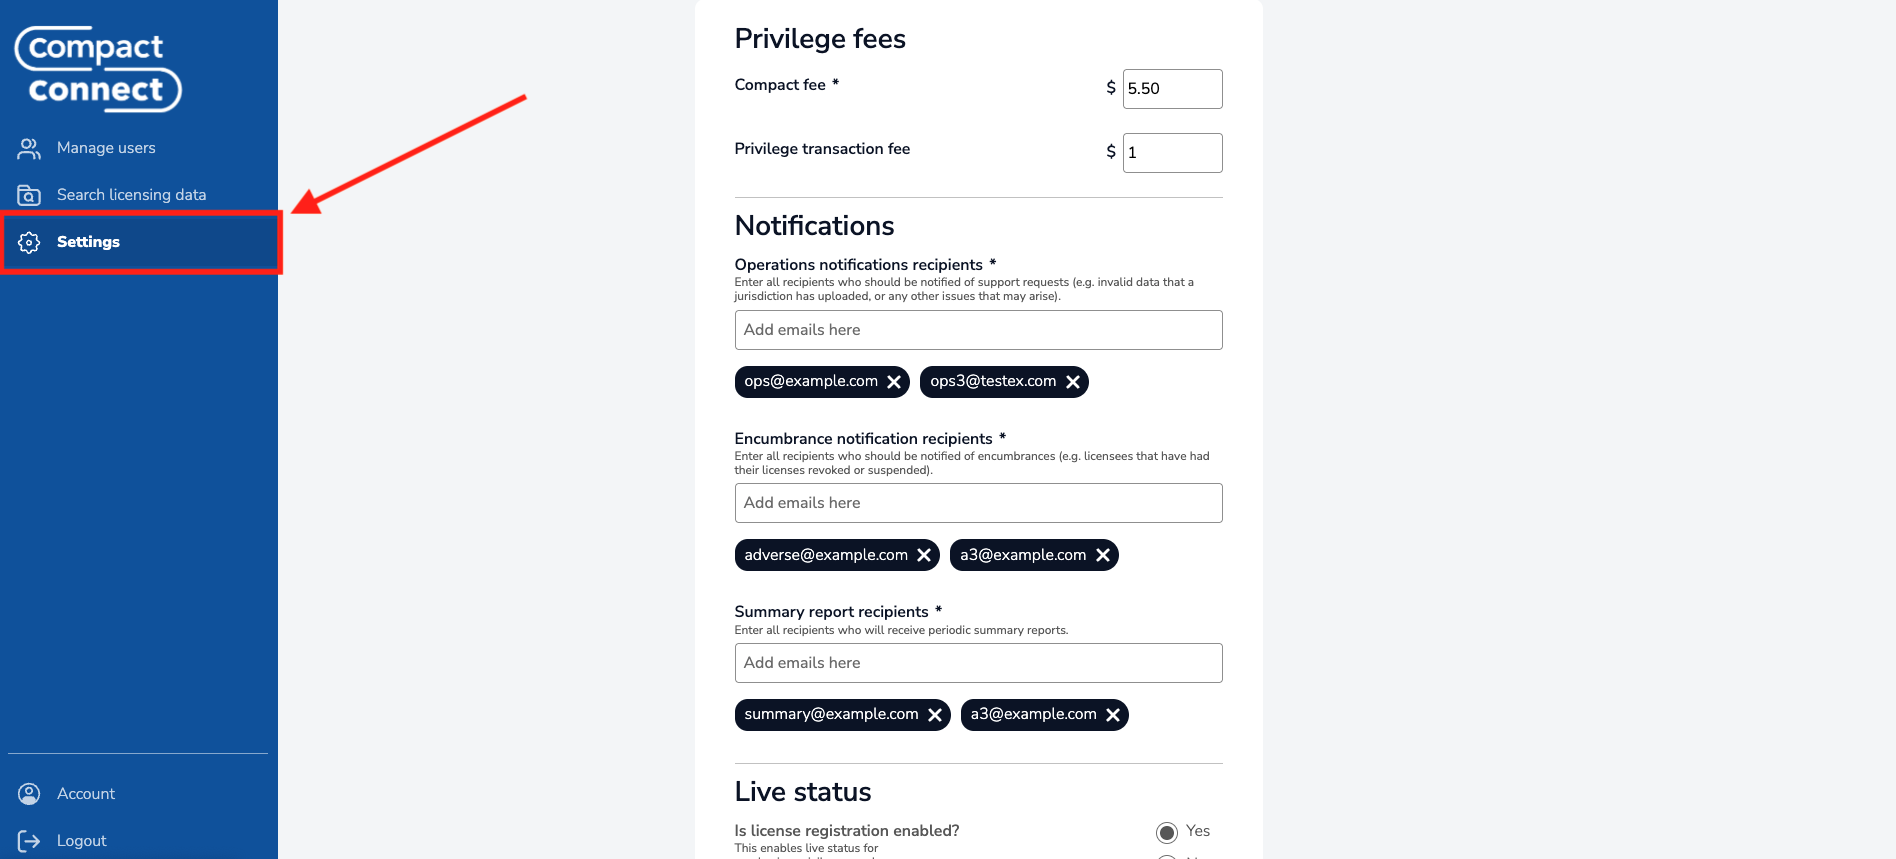 Compact
connect
Manage users
Search licensing data
Settings
Account
Logout
Privilege fees
Compact fee *
$ 5.50
Privilege transaction fee
$ 1
Notifications
Operations notifications recipients *
Enter all recipients who should be notified of support requests (e.g. invalid data that a
jurisdiction has uploaded, or any other issues that may arise).
Add emails here
ops@example.com ops3@testex.com
Encumbrance notification recipients *
Enter all recipients who should be notified of encumbrances (e.g. licensees that have had
their licenses revoked or suspended).
Add emails here
adverse@example.com a3@example.com
Summary report recipients *
Enter all recipients who will receive periodic summary reports.
Add emails here
summary@example.com a3@example.com
Live status
Is license registration enabled?
Yes
This enables live status for